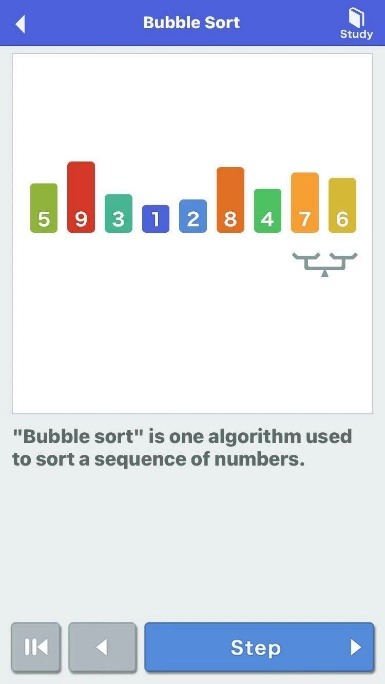 Bubble Sort
Study
5 9 3 1 2 8 4 7 6
"Bubble sort" is one algorithm used
to sort a sequence of numbers.
Step